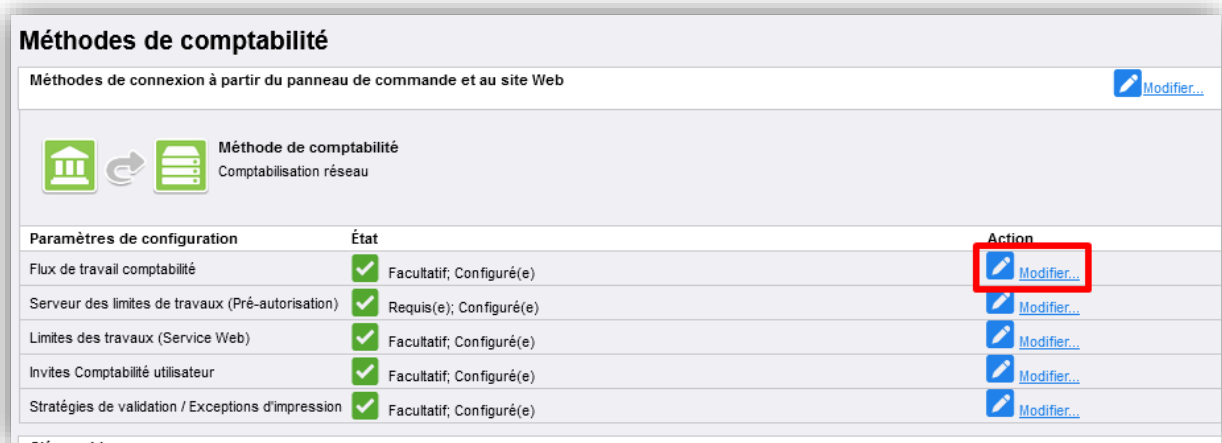 Méthodes de comptabilité
Méthodes de connexion à partir du panneau de commande et au site Web Modifier...
Méthode de comptabilité
Comptabilisation réseau
Paramètres de configuration État Action
Flux de travail comptabilité Facultatif; Configuré(e) Modifier...
Serveur des limites de travaux (Pré-autorisation) Requis(e); Configuré(e) Modifier...
Limites des travaux (Service Web) Facultatif; Configuré(e) Modifier...
Invites Comptabilité utilisateur Facultatif; Configuré(e) Modifier...
Stratégies de validation / Exceptions d'impression Facultatif; Configuré(e) Modifier...